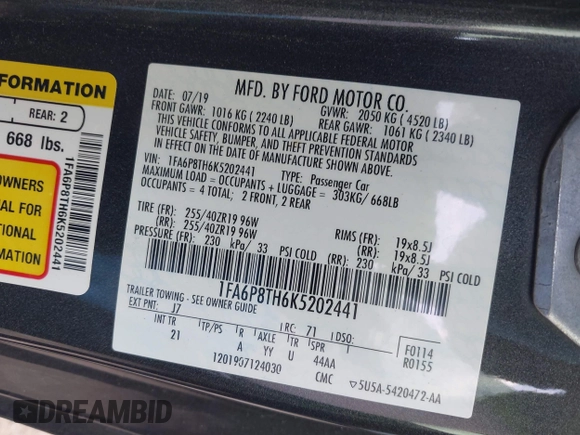 FORMATION
REAR: 2
668 lbs.
OWNERS
UAL FOR
TIONAL
MATION
1FA6P8TH6K5202441
MFD. BY FORD MOTOR CO.
DATE: 07/19
GVWR: 2050 KG ( 4520 LB)
FRONT GAWR: 1016 KG ( 2240 LB)
REAR GAWR: 1061 KG ( 2340 LB)
THIS VEHICLE CONFORMS TO ALL APPLICABLE FEDERAL MOTOR
VEHICLE SAFETY, BUMPER, AND THEFT PREVENTION STANDARDS
IN EFFECT ON THE DATE OF MANUFACTURE SHOWN ABOVE.
VIN: 1FA6P8TH6K5202441
TYPE: Passenger Car
MAXIMUM LOAD = OCCUPANTS + LUGGAGE = 303KG/ 668LB
OCCUPANTS = 4 TOTAL; 2 FRONT, 2 REAR
TIRE (FR): 255/40ZR19 96W
RIMS (FR): 19x8.5J
(RR): 255/40ZR19 96W
(RR): 19x8.5J
PRESSURE (FR): 230 kPa/ 33 PSI COLD (RR): 230 kPa/ 33 PSI COLD
1FA6P8TH6K5202441
TRAILER TOWING - SEE OWNER GUIDE
EXT PNT: J7 RC: 71 DSO:
INT TR TP/PS R AXLE TR SPR
21 A YY U 44AA
F0114
R0155
1201907124030 CMC 5U5A-5420472-AA
DREAMBID